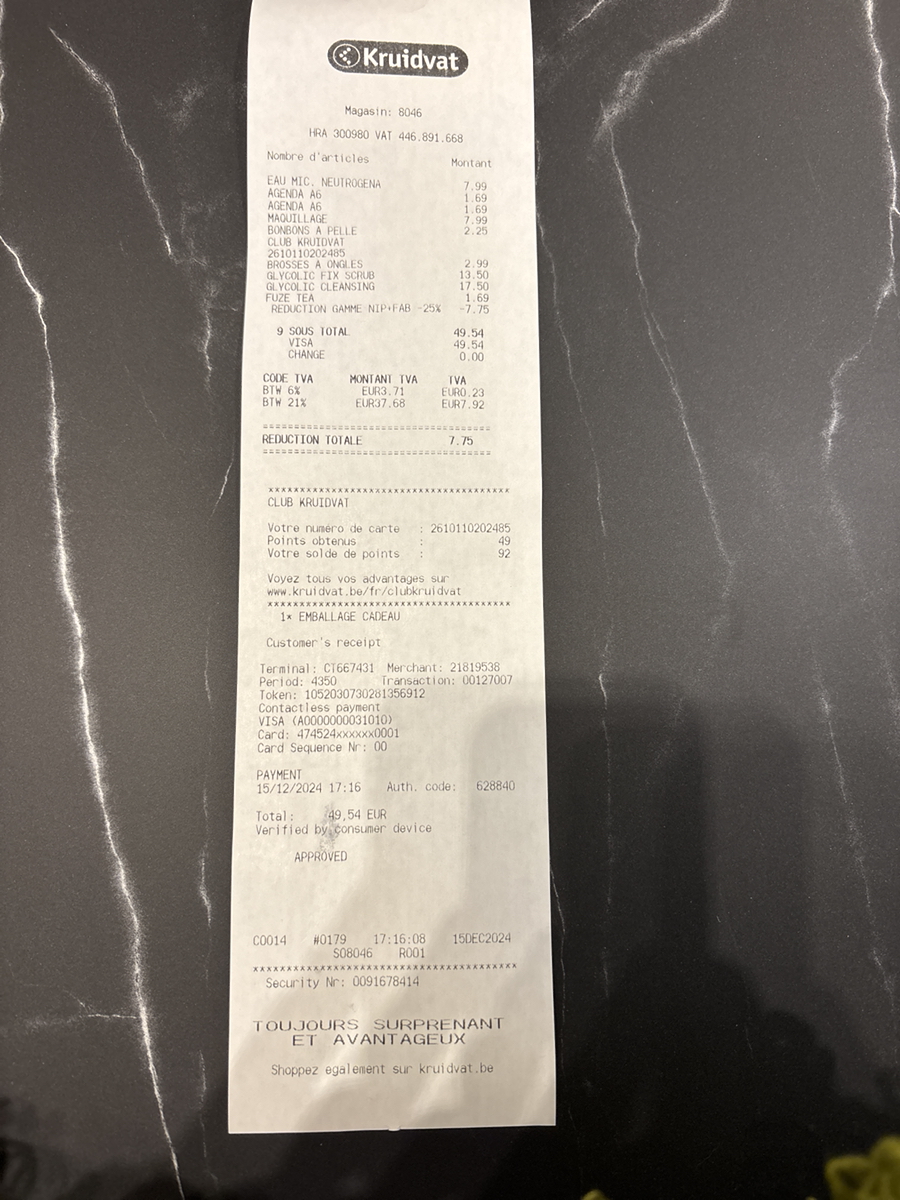 Kruidvat
Magasin: 8046
HRA 300980 VAT 446.891.668
Nombre d'articles Montant
EAU MIC. NEUTROGENA 7.99
AGENDA A6 1.69
AGENDA A6 1.69
MAQUILLAGE 7.99
BONBONS A PELLE 2.25
CLUB KRUIDVAT
2610110202485
BROSSES A ONGLES 2.99
GLYCOLIC FIX SCRUB 13.50
GLYCOLIC CLEANSING 17.50
FUZE TEA 1.69
REDUCTION GAMME NIP+FAB -25% -7.75
9 SOUS TOTAL 49.54
VISA 49.54
CHANGE 0.00
CODE TVA MONTANT TVA TVA
BTW 6% EUR3.71 EUR0.23
BTW 21% EUR37.68 EUR7.92
====================================
REDUCTION TOTALE 7.75
====================================
***************************************
CLUB KRUIDVAT
Votre numéro de carte : 2610110202485
Points obtenus : 49
Votre solde de points : 92
Voyez tous vos advantages sur
www.kruidvat.be/fr/clubkruidvat
***************************************
1* EMBALLAGE CADEAU
Customer's receipt
Terminal: CT667431 Merchant: 21819538
Period: 4350 Transaction: 00127007
Token: 1052030730281356912
Contactless payment
VISA (A0000000031010)
Card: 474524xxxxxx0001
Card Sequence Nr: 00
PAYMENT
15/12/2024 17:16 Auth. code: 628840
Total: 49,54 EUR
Verified by consumer device
APPROVED
C0014 #0179 17:16:08 15DEC2024
S08046 R001
******************************************
Security Nr: 0091678414
TOUJOURS SURPRENANT
ET AVANTAGEUX
Shoppez egalement sur kruidvat.be